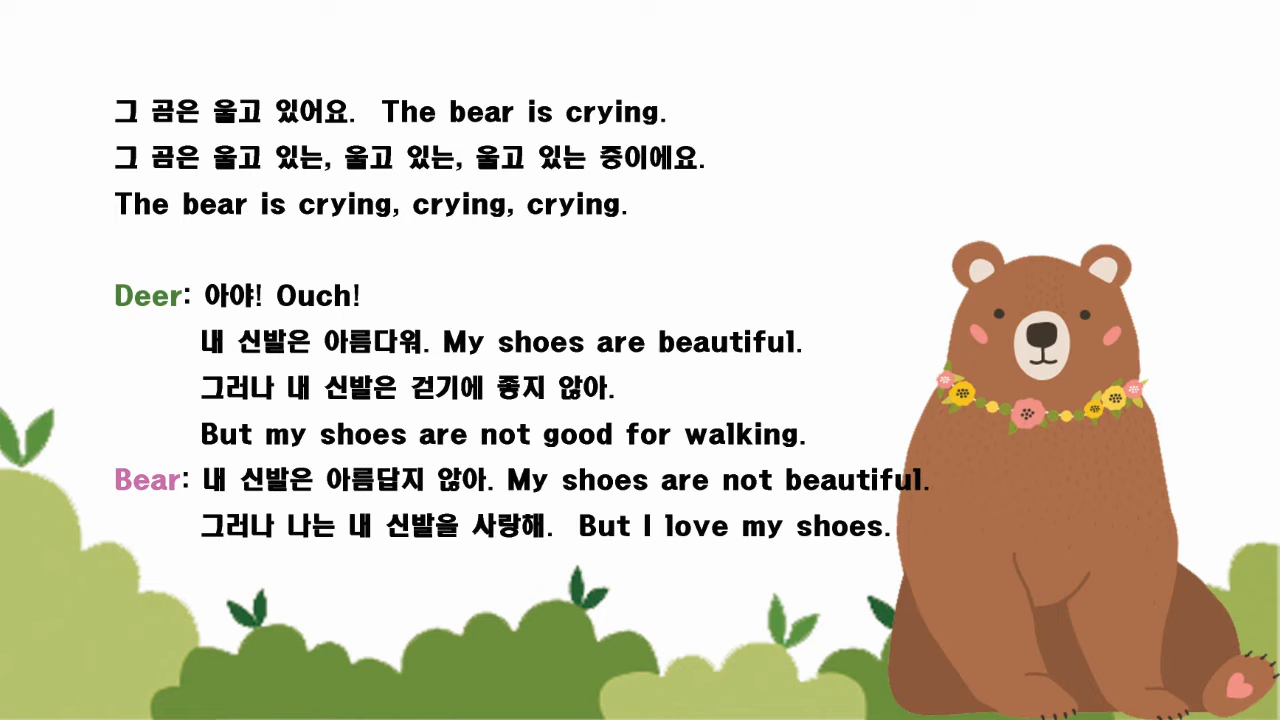 그 곰은 울고 있어요. The bear is crying.
그 곰은 울고 있는, 울고 있는, 울고 있는 중이에요.
The bear is crying, crying, crying.
Deer: 아야! Ouch!
내 신발은 아름다워. My shoes are beautiful.
그러나 내 신발은 걷기에 좋지 않아.
But my shoes are not good for walking.
Bear: 내 신발은 아름답지 않아. My shoes are not beautiful.
그러나 나는 내 신발을 사랑해. But I love my shoes.